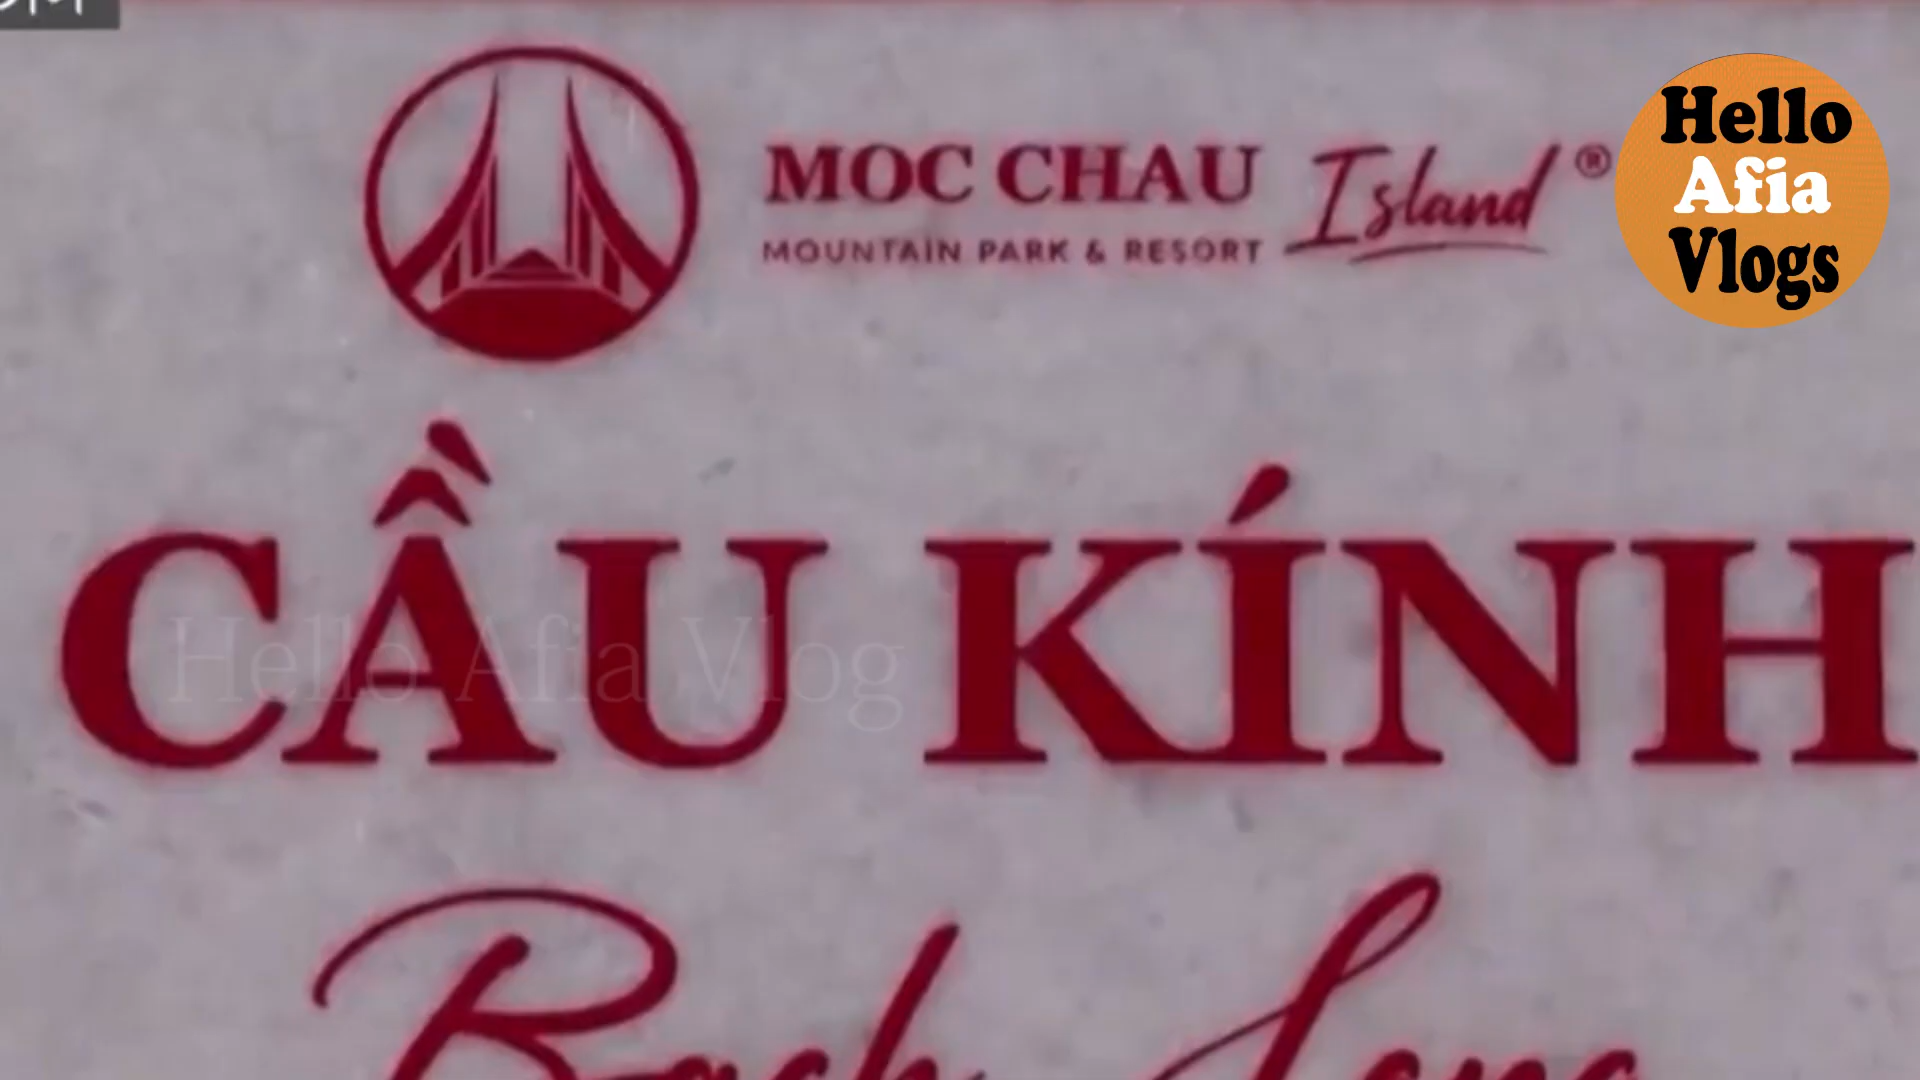 MOC CHAU Island ®
MOUNTAIN PARK & RESORT
Hello
Afia
Vlogs
CẦU KÍNH
Hello Afia Vlog